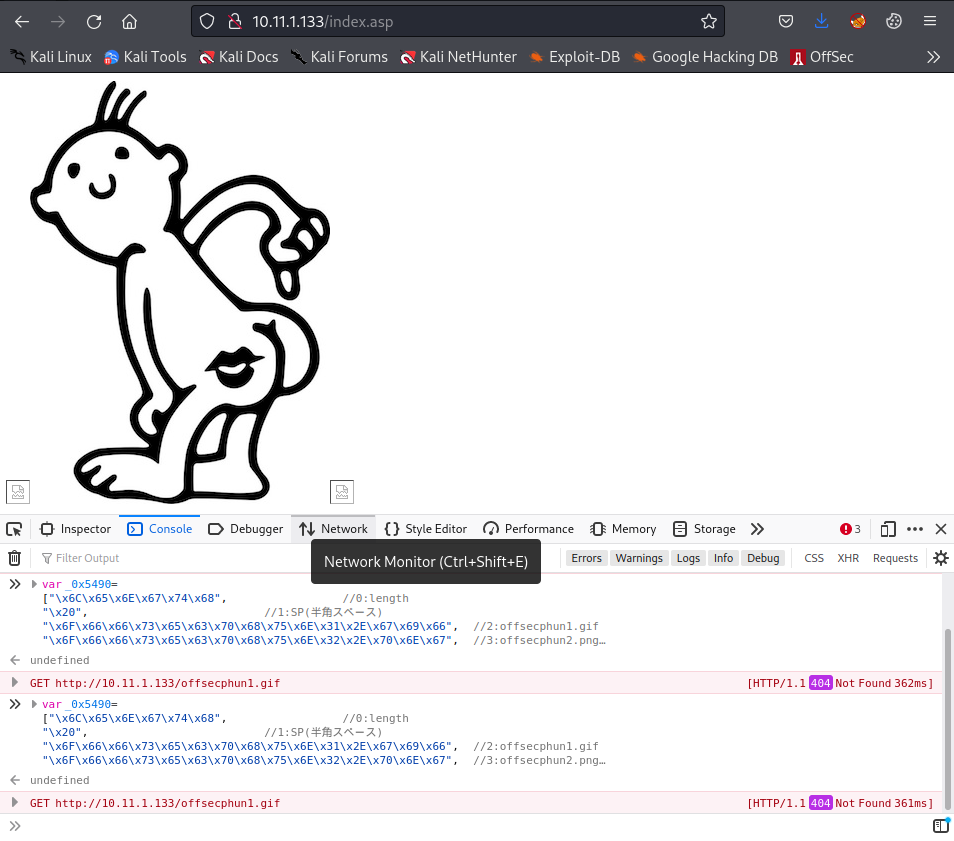 10.11.1.133/index.asp
Kali Linux Kali Tools Kali Docs Kali Forums Kali NetHunter Exploit-DB Google Hacking DB OffSec
Inspector Console Debugger Network Style Editor Performance Memory Storage 3
Filter Output Errors Warnings Logs Info Debug CSS XHR Requests
Network Monitor (Ctrl+Shift+E)
var _0x5490=
["\x6C\x65\x6E\x67\x74\x68", //0:length
"\x20", //1:SP(半角スペース)
"\x6F\x66\x66\x73\x65\x63\x70\x68\x75\x6E\x31\x2E\x67\x69\x66", //2:offsecphun1.gif
"\x6F\x66\x66\x73\x65\x63\x70\x68\x75\x6E\x32\x2E\x70\x6E\x67", //3:offsecphun2.png…
undefined
GET http://10.11.1.133/offsecphun1.gif [HTTP/1.1 404 Not Found 362ms]
var _0x5490=
["\x6C\x65\x6E\x67\x74\x68", //0:length
"\x20", //1:SP(半角スペース)
"\x6F\x66\x66\x73\x65\x63\x70\x68\x75\x6E\x31\x2E\x67\x69\x66", //2:offsecphun1.gif
"\x6F\x66\x66\x73\x65\x63\x70\x68\x75\x6E\x32\x2E\x70\x6E\x67", //3:offsecphun2.png…
undefined
GET http://10.11.1.133/offsecphun1.gif [HTTP/1.1 404 Not Found 361ms]